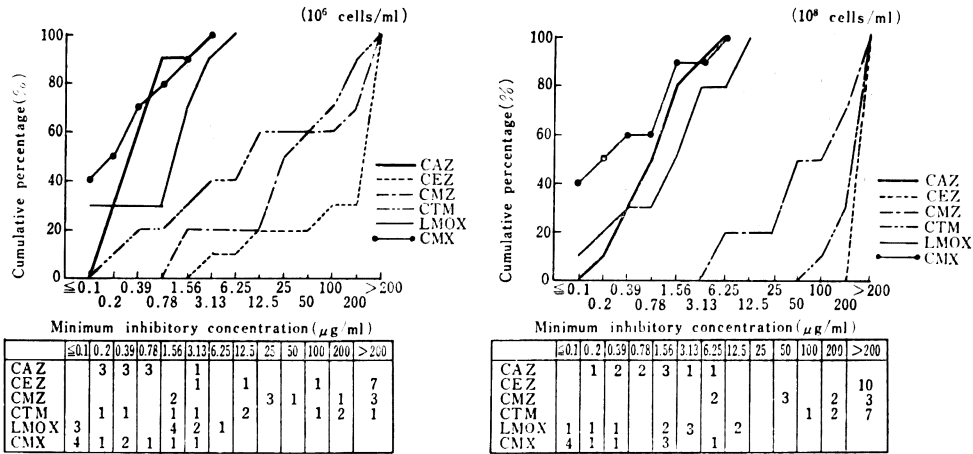 (10⁶ cells/ml)
Cumulative percentage(%)
100
80
60
40
20
0
CAZ
CEZ
CMZ
CTM
LMOX
CMX
≦0.1 0.39 1.56 6.25 25 100 >200
0.2 0.78 3.13 12.5 50 200
Minimum inhibitory concentration(μg/ml)
≦0.1 0.2 0.39 0.78 1.56 3.13 6.25 12.5 25 50 100 200 >200
CAZ 3 3 3 1
CEZ 1 1 1 7
CMZ 2 3 1 1 3
CTM 1 1 1 1 2 1 2 1
LMOX 3 4 2 1
CMX 4 1 2 1 1 1
(10⁸ cells/ml)
Cumulative percentage(%)
100
80
60
40
20
0
CAZ
CEZ
CMZ
CTM
LMOX
CMX
≦0.1 0.39 1.56 6.25 25 100 >200
0.2 0.78 3.13 12.5 50 200
Minimum inhibitory concentration(μg/ml)
≦0.1 0.2 0.39 0.78 1.56 3.13 6.25 12.5 25 50 100 200 >200
CAZ 1 2 2 3 1 1
CEZ 10
CMZ 2 3 2 3
CTM 1 2 7
LMOX 1 1 1 2 3 2
CMX 4 1 1 3 1